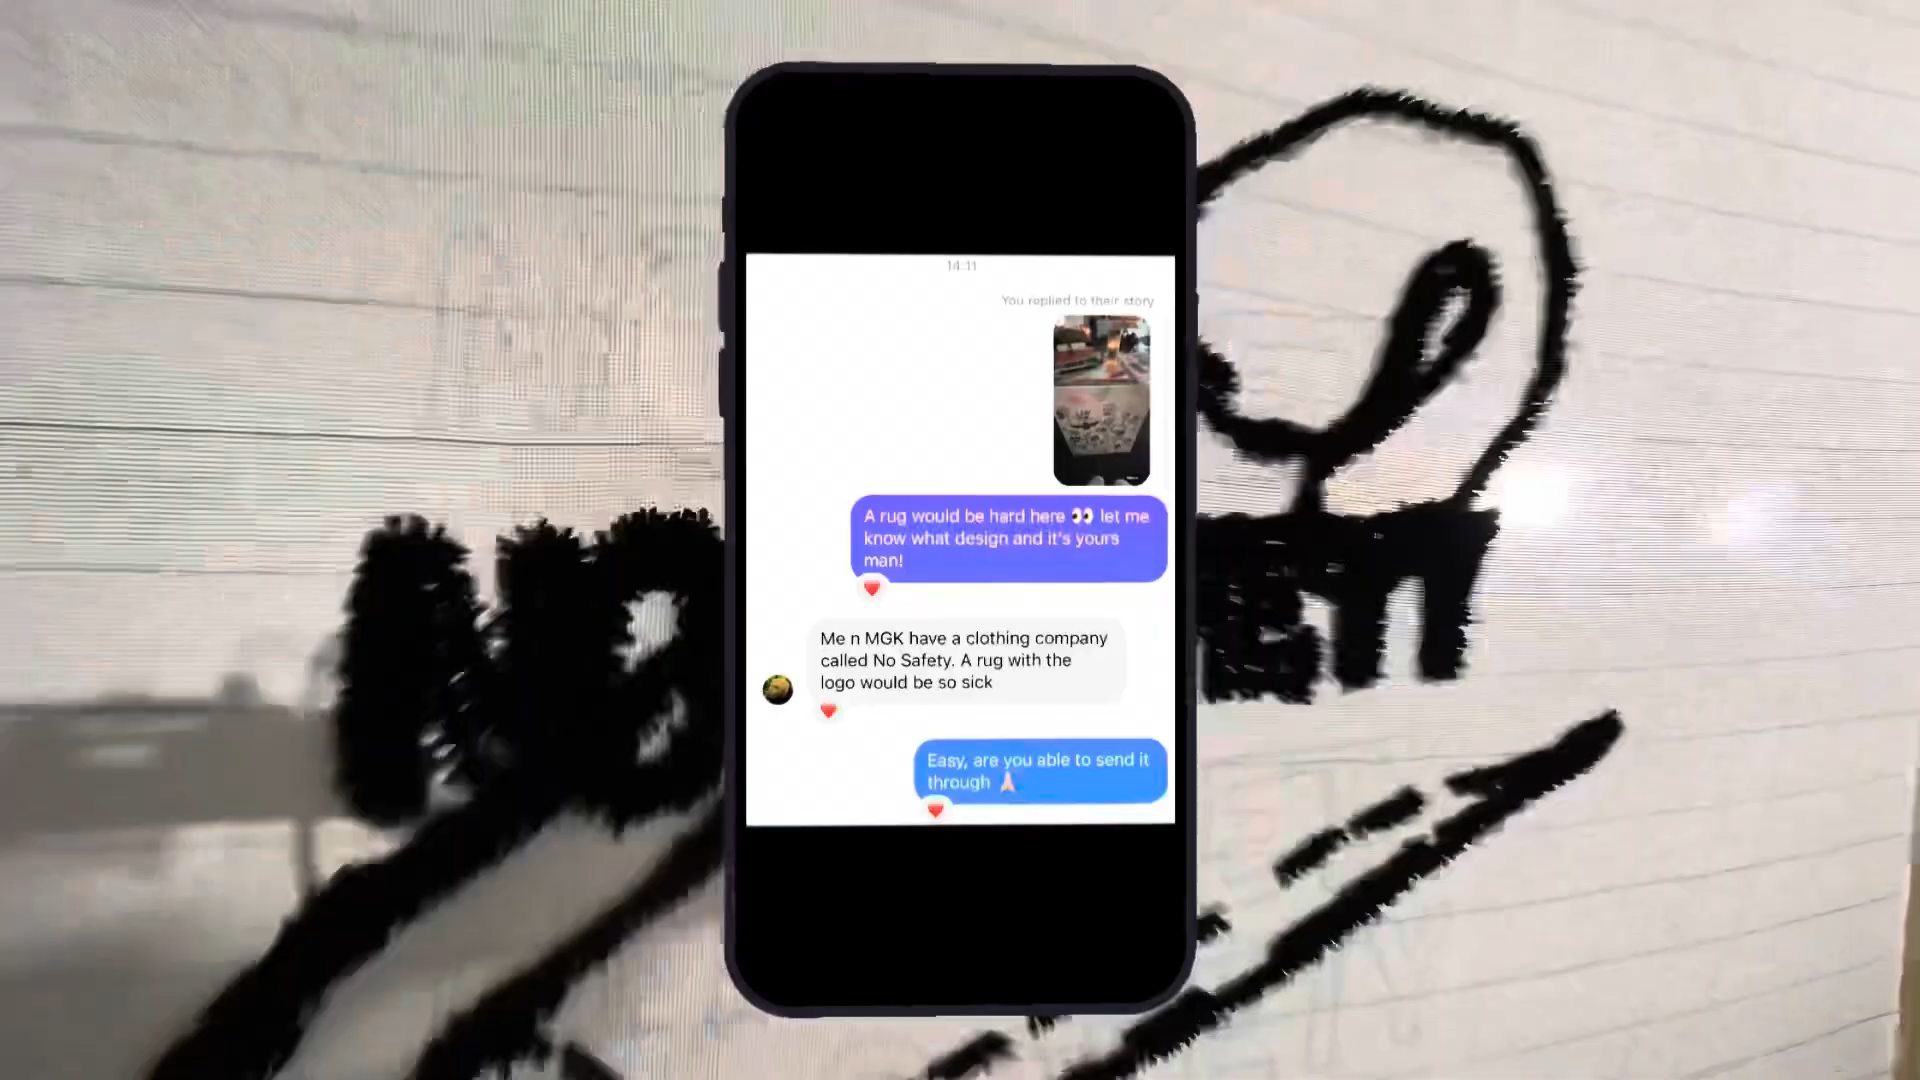 14:11
You replied to their story
A rug would be hard here 👀 let me
know what design and it's yours
man!
Me n MGK have a clothing company
called No Safety. A rug with the
logo would be so sick
Easy, are you able to send it
through 🙏🏻